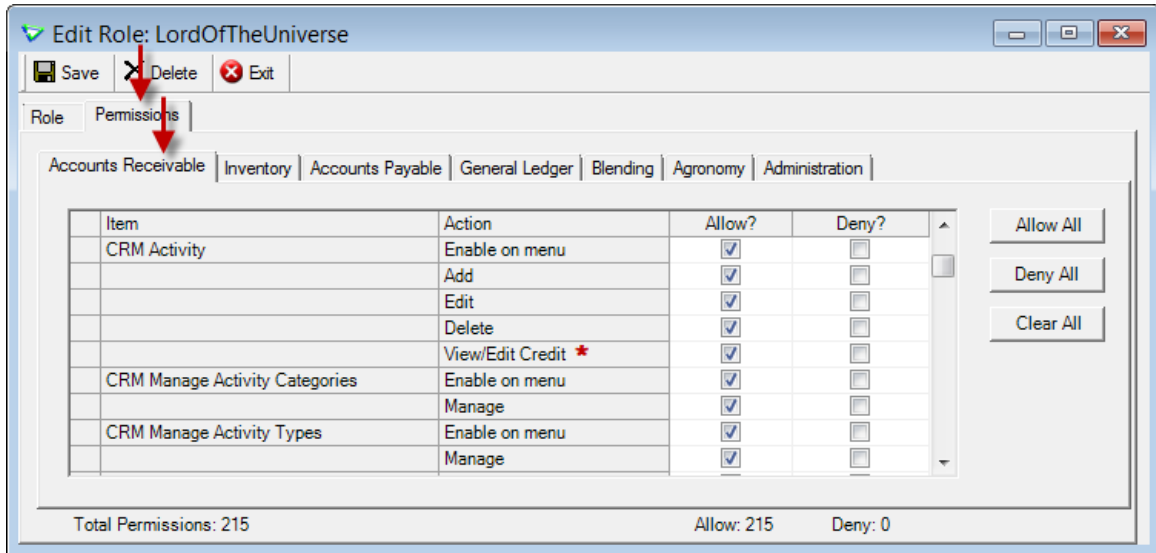 Edit Role: LordOfTheUniverse
Save Delete Exit
Role Permissions
Accounts Receivable Inventory Accounts Payable General Ledger Blending Agronomy Administration
Item Action Allow? Deny?
CRM Activity Enable on menu
Add
Edit
Delete
View/Edit Credit *
CRM Manage Activity Categories Enable on menu
Manage
CRM Manage Activity Types Enable on menu
Manage
Allow All
Deny All
Clear All
Total Permissions: 215 Allow: 215 Deny: 0